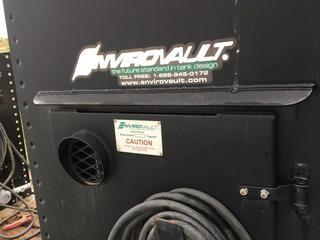 ENVIROVAULT.
the future standard in tank design
TOLL FREE: 1-888-945-0172
www.envirovault.com
ENVIROVAULT
CAUTION